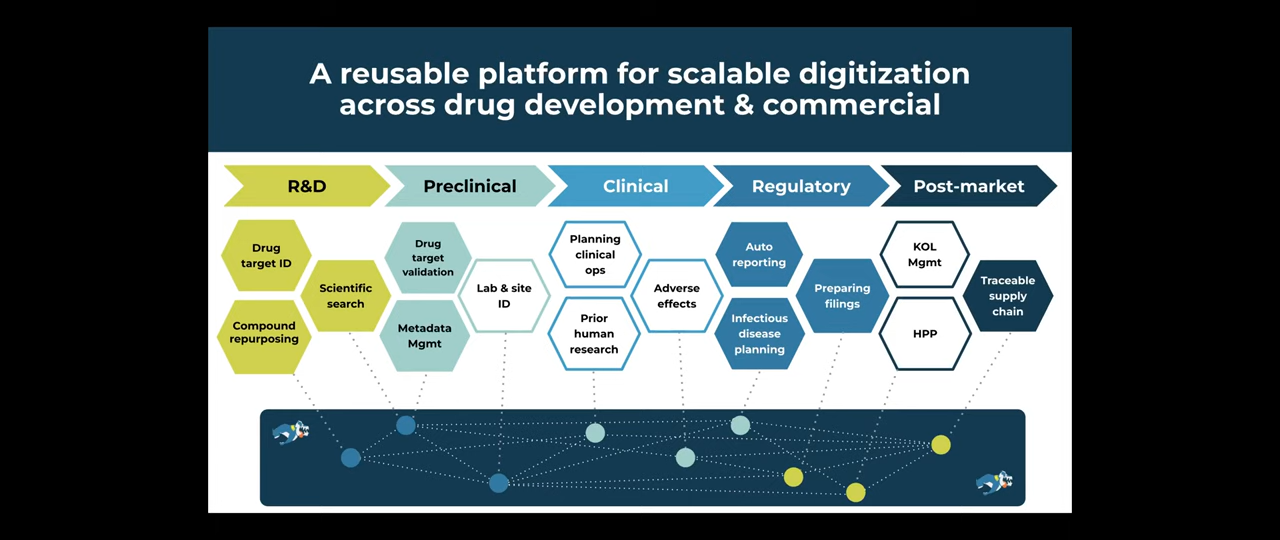 A reusable platform for scalable digitization
across drug development & commercial
R&D
Preclinical
Clinical
Regulatory
Post-market
Drug
target ID
Scientific
search
Compound
repurposing
Drug
target
validation
Lab & site
ID
Metadata
Mgmt
Planning
clinical
ops
Adverse
effects
Prior
human
research
Auto
reporting
Preparing
filings
Infectious
disease
planning
KOL
Mgmt
Traceable
supply
chain
HPP